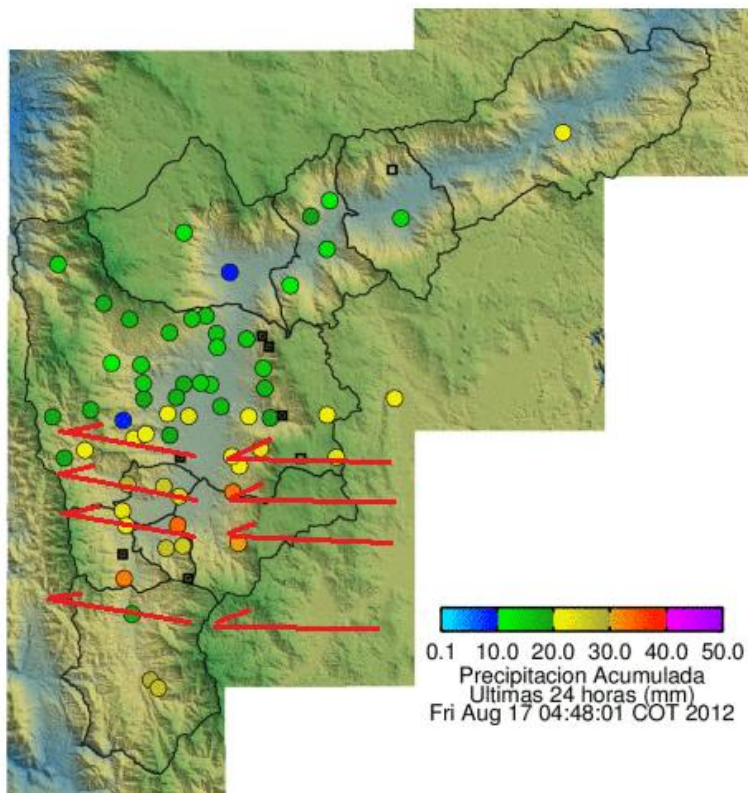 0.1 10.0 20.0 30.0 40.0 50.0
Precipitacion Acumulada
Ultimas 24 horas (mm)
Fri Aug 17 04:48:01 COT 2012